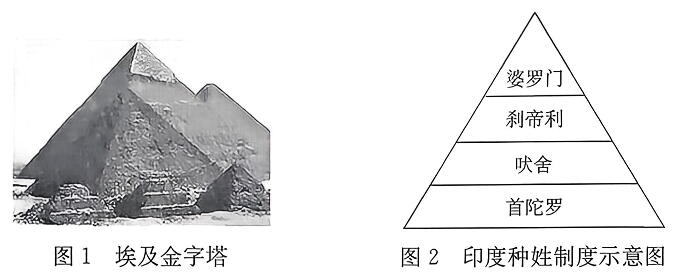 婆罗门
刹帝利
吠舍
首陀罗
图1 埃及金字塔
图2 印度种姓制度示意图